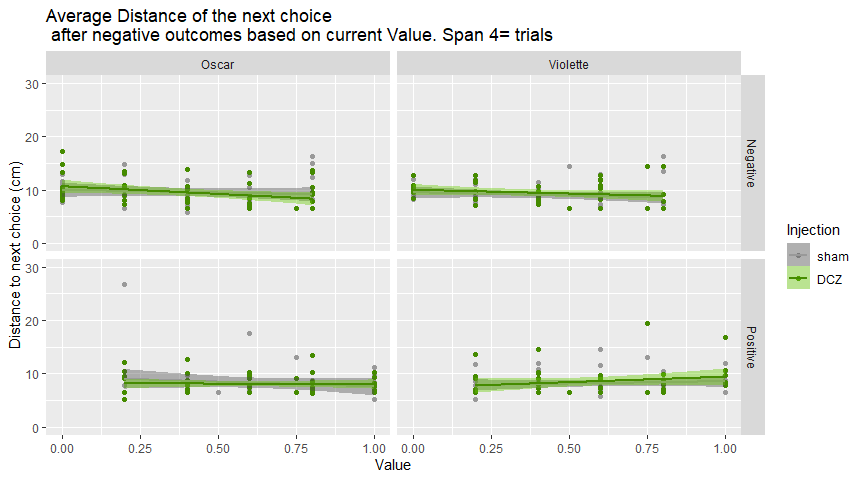 Average Distance of the next choice
after negative outcomes based on current Value. Span 4= trials
Oscar
Violette
30
20
10
0
Negative
30
20
10
0
Positive
Distance to next choice (cm)
0.00
0.25
0.50
0.75
1.00
0.00
0.25
0.50
0.75
1.00
Value
Injection
sham
DCZ